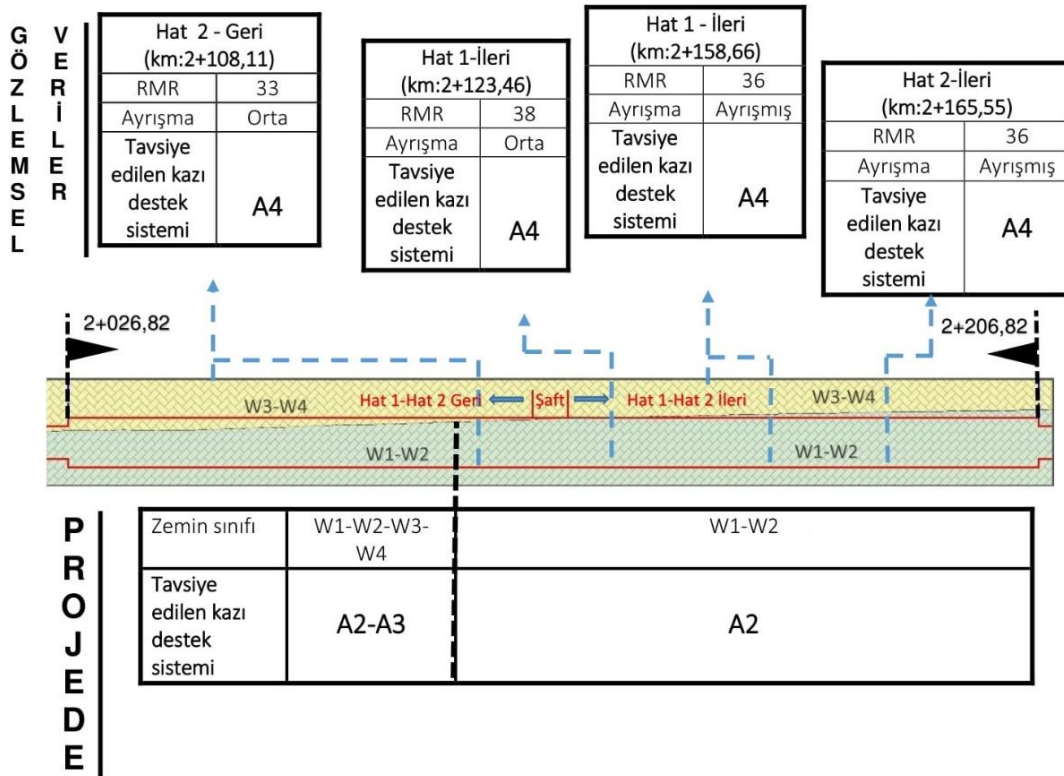 GÖZLEMSEL
VERİLER
Hat 2 - Geri
(km:2+108,11)
RMR 33
Ayrışma Orta
Tavsiye
edilen kazı
destek
sistemi
A4
Hat 1-İleri
(km:2+123,46)
RMR 38
Ayrışma Orta
Tavsiye
edilen kazı
destek
sistemi
A4
Hat 1 - İleri
(km:2+158,66)
RMR 36
Ayrışma Ayrışmış
Tavsiye
edilen kazı
destek
sistemi
A4
Hat 2-İleri
(km:2+165,55)
RMR 36
Ayrışma Ayrışmış
Tavsiye
edilen kazı
destek
sistemi
A4
2+026,82
2+206,82
W3-W4
Hat 1-Hat 2 Geri
Şaft
Hat 1-Hat 2 İleri
W3-W4
W1-W2
W1-W2
PROJEDE
Zemin sınıfı
W1-W2-W3-
W4
W1-W2
Tavsiye
edilen kazı
destek
sistemi
A2-A3
A2